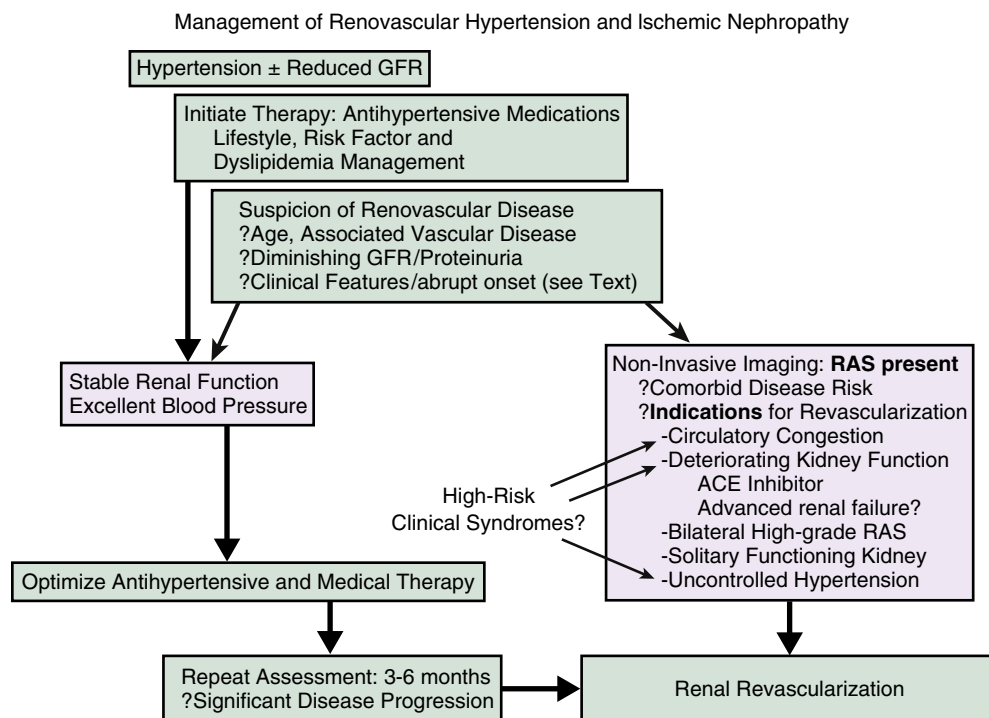 Management of Renovascular Hypertension and Ischemic Nephropathy
Hypertension ± Reduced GFR
Initiate Therapy: Antihypertensive Medications
Lifestyle, Risk Factor and
Dyslipidemia Management
Suspicion of Renovascular Disease
?Age, Associated Vascular Disease
?Diminishing GFR/Proteinuria
?Clinical Features/abrupt onset (see Text)
Stable Renal Function
Excellent Blood Pressure
Non-Invasive Imaging: RAS present
?Comorbid Disease Risk
?Indications for Revascularization
-Circulatory Congestion
-Deteriorating Kidney Function
ACE Inhibitor
Advanced renal failure?
-Bilateral High-grade RAS
-Solitary Functioning Kidney
-Uncontrolled Hypertension
High-Risk
Clinical Syndromes?
Optimize Antihypertensive and Medical Therapy
Repeat Assessment: 3-6 months
?Significant Disease Progression
Renal Revascularization